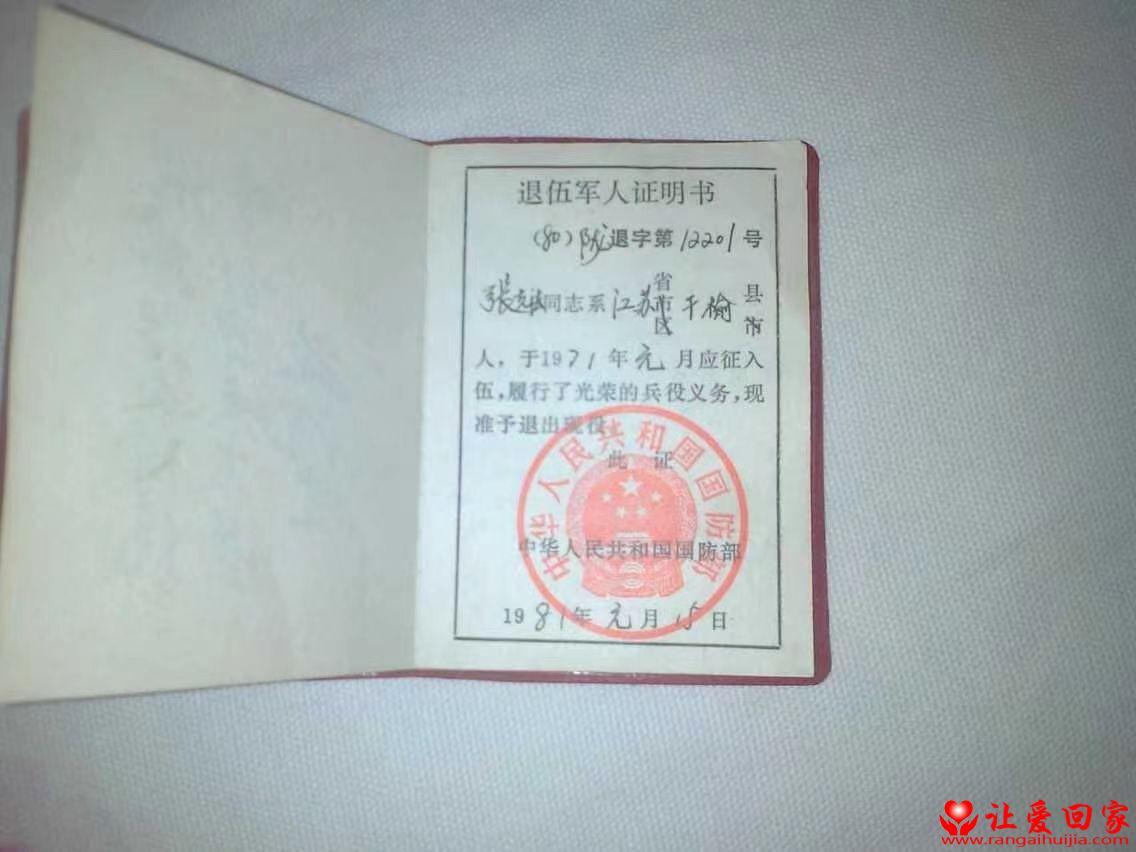 退伍军人证明书
(80)陇退字第12201号
张同志系江苏省市区干榆县市
人，于1971年元月应征入
伍，履行了光荣的兵役义务，现
准予退出现役
此证
中华人民共和国国防部
中华人民共和国国防部
1981年元月15日
让爱回家
www.rangaihuijia.com